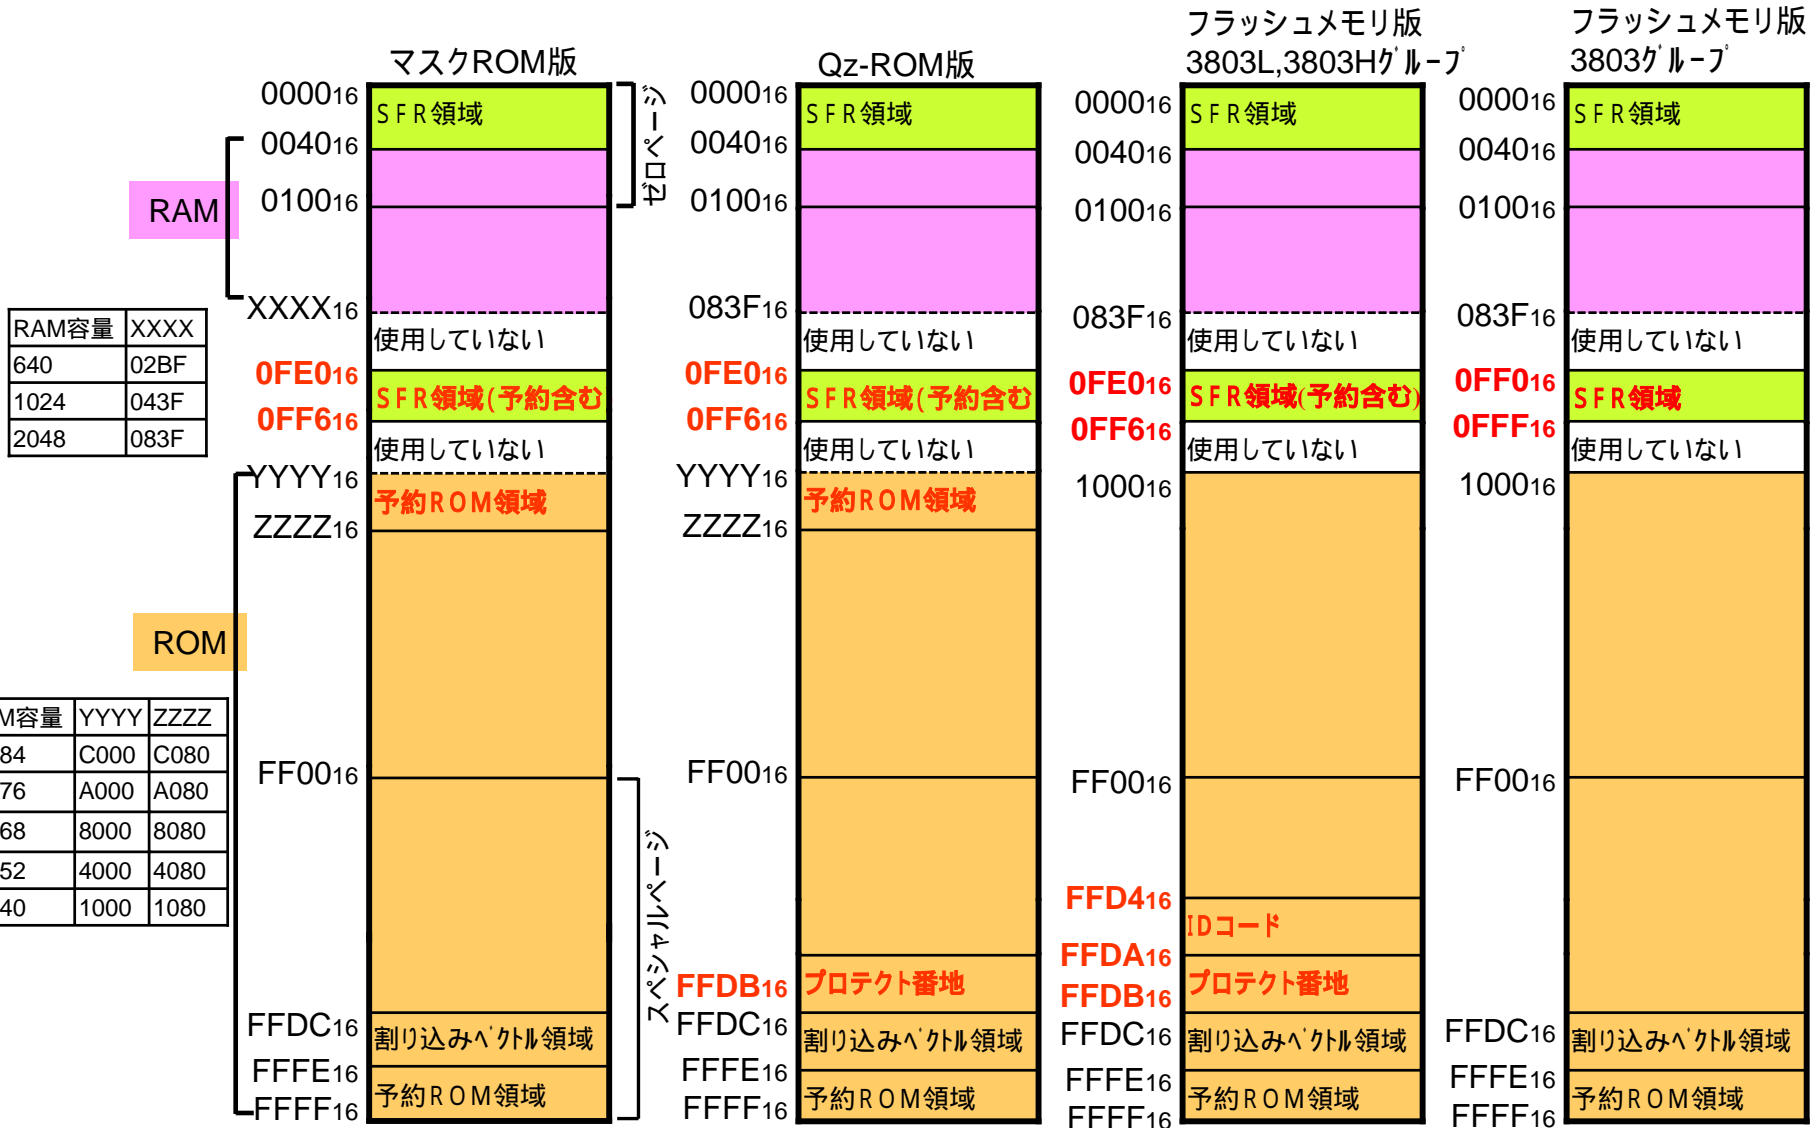 マスクROM版
000016
SFR領域
004016
010016
ゼロページ
RAM
XXXX16
使用していない
0FE016
SFR領域(予約含む
0FF616
使用していない
YYYY16
予約ROM領域
ZZZZ16
ROM
FF0016
スペシャルページ
FFDC16
割り込みベクトル領域
FFFE16
予約ROM領域
FFFF16
RAM容量 XXXX
640 02BF
1024 043F
2048 083F
M容量 YYYY ZZZZ
84 C000 C080
76 A000 A080
68 8000 8080
52 4000 4080
40 1000 1080
Qz-ROM版
000016
SFR領域
004016
010016
083F16
使用していない
0FE016
SFR領域(予約含む
0FF616
使用していない
YYYY16
予約ROM領域
ZZZZ16
FF0016
FFDB16
プロテクト番地
FFDC16
割り込みベクトル領域
FFFE16
予約ROM領域
FFFF16
フラッシュメモリ版
3803L,3803Hグループ
000016
SFR領域
004016
010016
083F16
使用していない
0FE016
SFR領域(予約含む)
0FF616
使用していない
100016
FF0016
FFD416
IDコード
FFDA16
プロテクト番地
FFDB16
FFDC16
割り込みベクトル領域
FFFE16
予約ROM領域
FFFF16
フラッシュメモリ版
3803グループ
000016
SFR領域
004016
010016
083F16
使用していない
0FF016
SFR領域
0FFF16
使用していない
100016
FF0016
FFDC16
割り込みベクトル領域
FFFE16
予約ROM領域
FFFF16